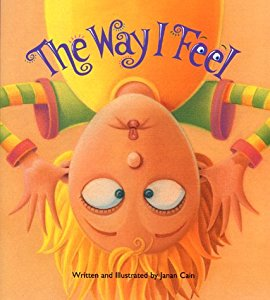 The Way I Feel
Written and Illustrated by Janan Cain